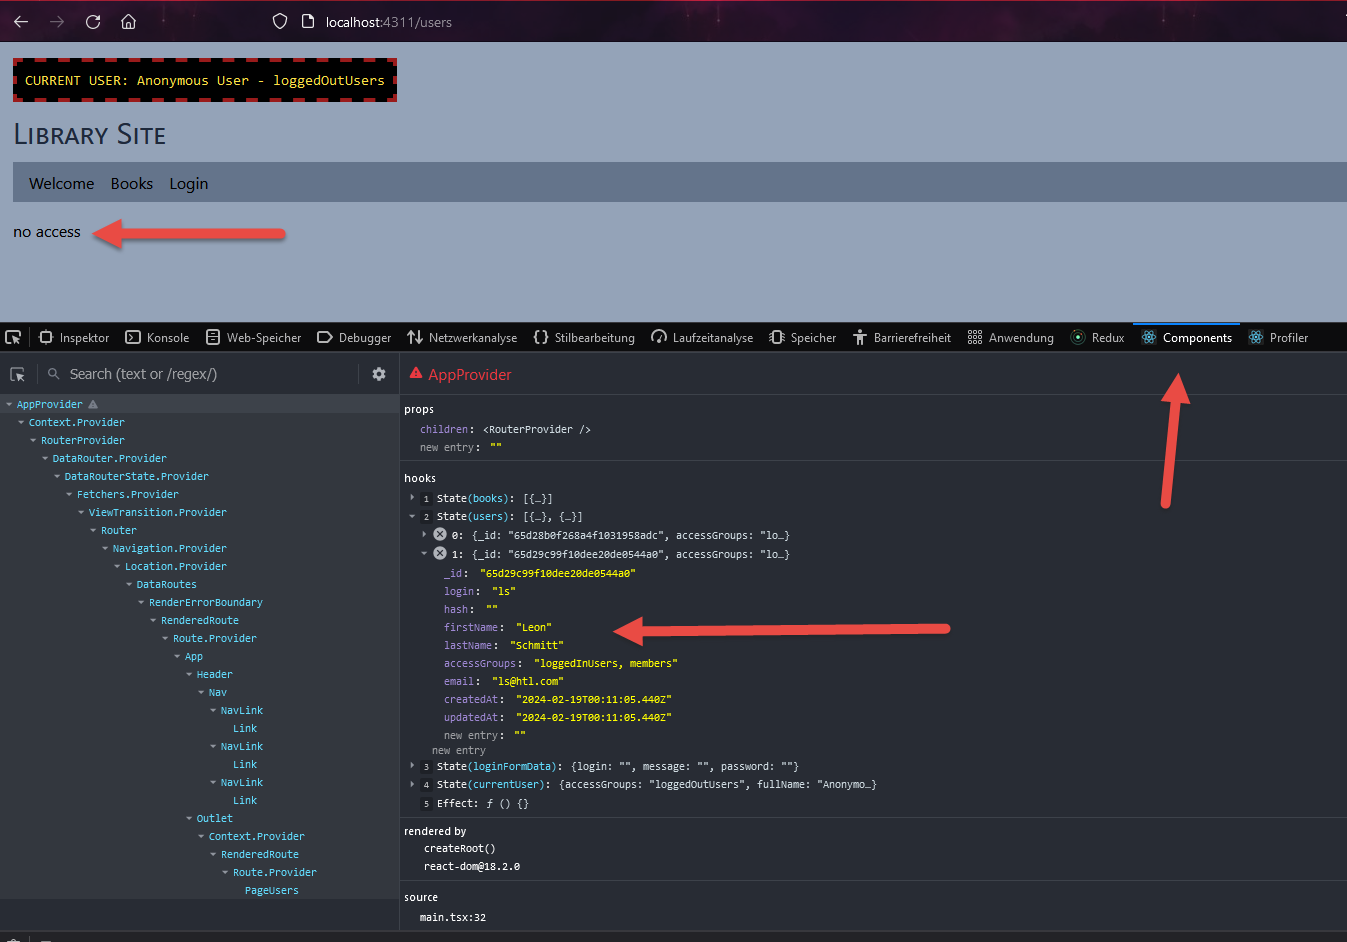 localhost:4311/users
CURRENT USER: Anonymous User - loggedOutUsers
Library Site
Welcome Books Login
no access
Inspektor Konsole Web-Speicher Debugger Netzwerkanalyse Stilbearbeitung Laufzeitanalyse Speicher Barrierefreiheit Anwendung Redux Components Profiler
Search (text or /regex/)
AppProvider
Context.Provider
RouterProvider
DataRouter.Provider
DataRouterState.Provider
Fetchers.Provider
ViewTransition.Provider
Router
Navigation.Provider
Location.Provider
DataRoutes
RenderErrorBoundary
RenderedRoute
Route.Provider
App
Header
Nav
NavLink
Link
NavLink
Link
NavLink
Link
Outlet
Context.Provider
RenderedRoute
Route.Provider
PageUsers
AppProvider
props
children: <RouterProvider />
new entry: ""
hooks
1 State(books): [{…}]
2 State(users): [{…}, {…}]
0: {_id: "65d28b0f268a4f1031958adc", accessGroups: "lo…}
1: {_id: "65d29c99f10dee20de0544a0", accessGroups: "lo…}
_id: "65d29c99f10dee20de0544a0"
login: "ls"
hash: ""
firstName: "Leon"
lastName: "Schmitt"
accessGroups: "loggedInUsers, members"
email: "ls@htl.com"
createdAt: "2024-02-19T00:11:05.440Z"
updatedAt: "2024-02-19T00:11:05.440Z"
new entry: ""
new entry
3 State(loginFormData): {login: "", message: "", password: ""}
4 State(currentUser): {accessGroups: "loggedOutUsers", fullName: "Anonymo…}
5 Effect: ƒ () {}
rendered by
createRoot()
react-dom@18.2.0
source
main.tsx:32